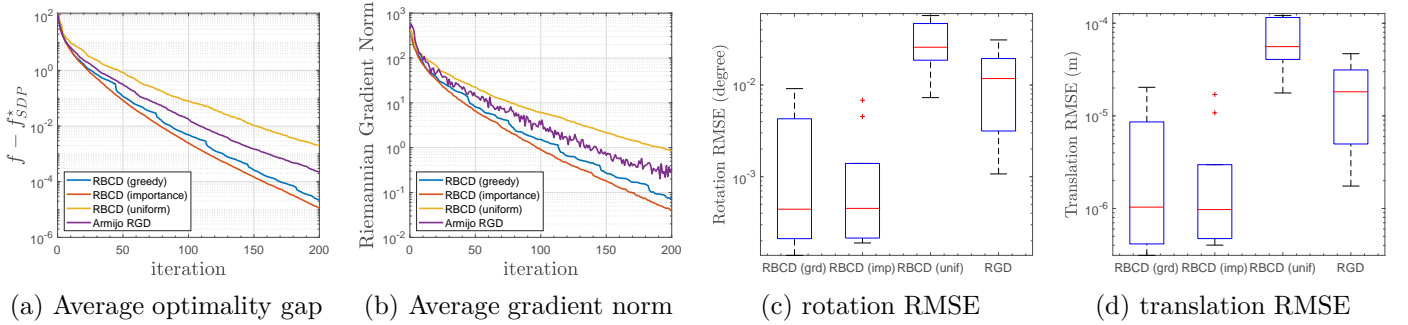 10^2
10^0
10^-2
10^-4
10^-6
f − f*_SDP
0 50 100 150 200
iteration
RBCD (greedy)
RBCD (importance)
RBCD (uniform)
Armijo RGD
(a) Average optimality gap
10^3
10^2
10^1
10^0
10^-1
10^-2
Riemannian Gradient Norm
0 50 100 150 200
iteration
RBCD (greedy)
RBCD (importance)
RBCD (uniform)
Armijo RGD
(b) Average gradient norm
10^-2
10^-3
Rotation RMSE (degree)
RBCD (grd) RBCD (imp) RBCD (unif) RGD
(c) rotation RMSE
10^-4
10^-5
10^-6
Translation RMSE (m)
RBCD (grd) RBCD (imp) RBCD (unif) RGD
(d) translation RMSE